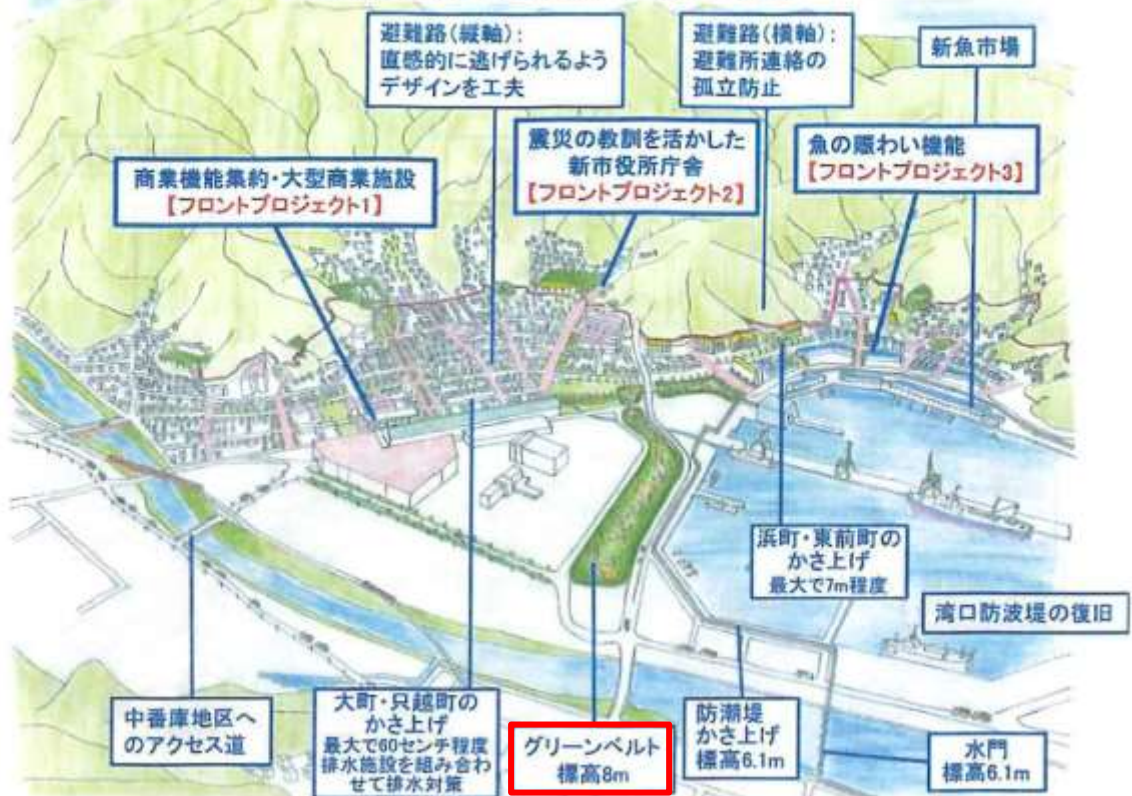 避難路(縦軸):
直感的に逃げられるよう
デザインを工夫
避難路(横軸):
避難所連絡の
孤立防止
新魚市場
商業機能集約・大型商業施設
【フロントプロジェクト1】
震災の教訓を活かした
新市役所庁舎
【フロントプロジェクト2】
魚の賑わい機能
【フロントプロジェクト3】
浜町・東前町の
かさ上げ
最大で7m程度
湾口防波堤の復旧
中番庫地区へ
のアクセス道
大町・只越町の
かさ上げ
最大で60センチ程度
排水施設を組み合わ
せて排水対策
グリーンベルト
標高8m
防潮堤
かさ上げ
標高6.1m
水門
標高6.1m